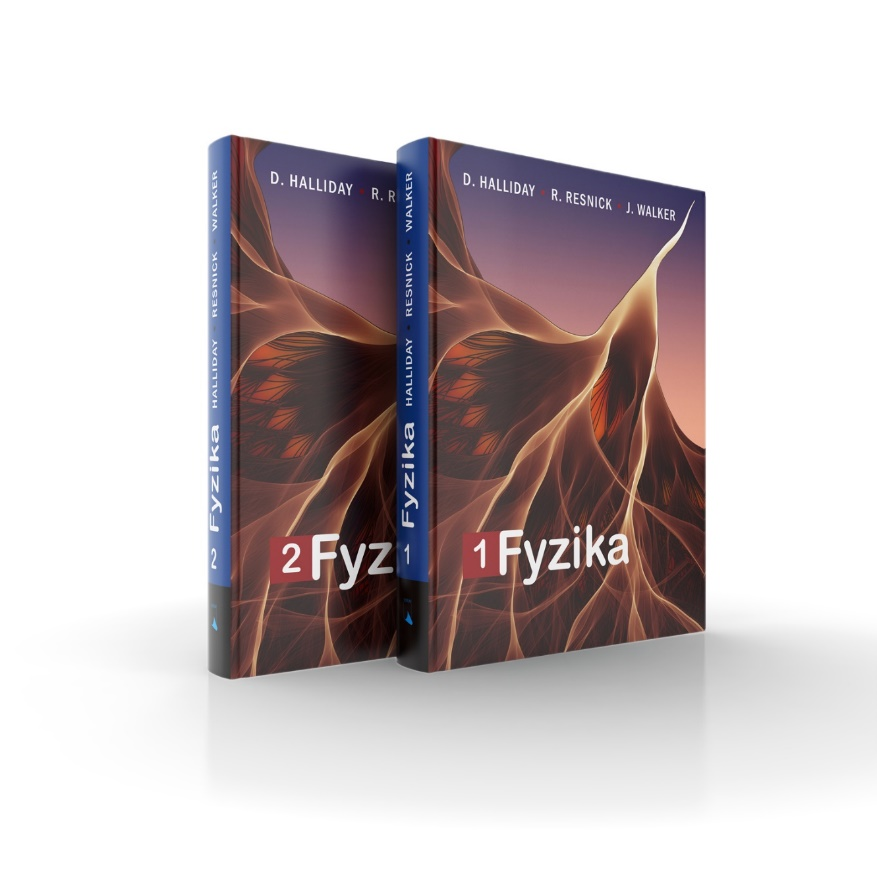 D. HALLIDAY • R. R
2 Fyz
2 Fyzika HALLIDAY • RESNICK • WALKER
D. HALLIDAY • R. RESNICK • J. WALKER
1 Fyzika
1 Fyzika HALLIDAY • RESNICK • WALKER